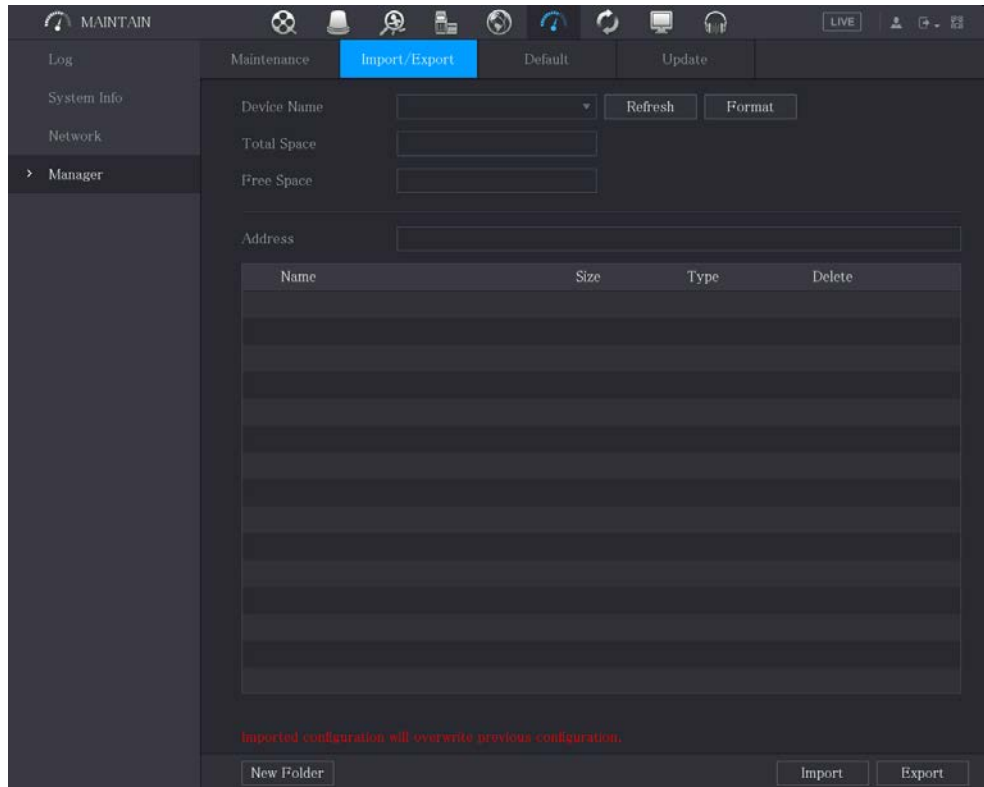 MAINTAIN
LIVE
Log
System Info
Network
Manager
Maintenance Import/Export Default Update
Device Name Refresh Format
Total Space
Free Space
Address
Name Size Type Delete
Imported configuration will overwrite previous configuration.
New Folder Import Export